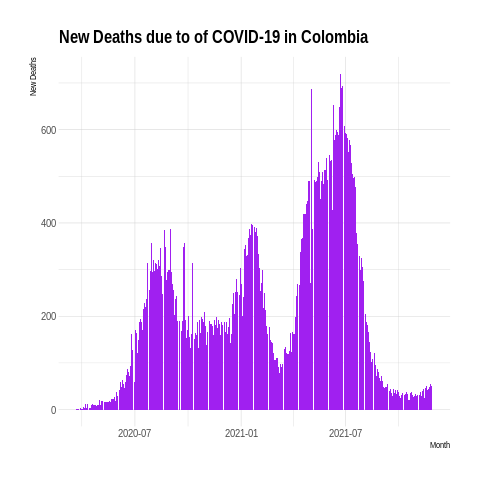 New Deaths due to of COVID-19 in Colombia
New Deaths
600
400
200
0
2020-07
2021-01
2021-07
Month